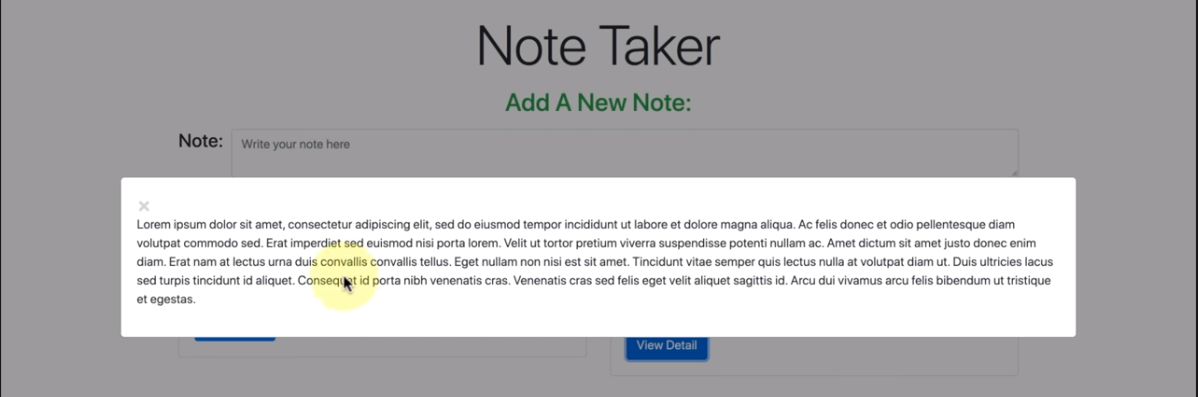 Note Taker
Add A New Note:
Note:
Write your note here
×
Lorem ipsum dolor sit amet, consectetur adipiscing elit, sed do eiusmod tempor incididunt ut labore et dolore magna aliqua. Ac felis donec et odio pellentesque diam
volutpat commodo sed. Erat imperdiet sed euismod nisi porta lorem. Velit ut tortor pretium viverra suspendisse potenti nullam ac. Amet dictum sit amet justo donec enim
diam. Erat nam at lectus urna duis convallis convallis tellus. Eget nullam non nisi est sit amet. Tincidunt vitae semper quis lectus nulla at volutpat diam ut. Duis ultricies lacus
sed turpis tincidunt id aliquet. Consequat id porta nibh venenatis cras. Venenatis cras sed felis eget velit aliquet sagittis id. Arcu dui vivamus arcu felis bibendum ut tristique
et egestas.
View Detail